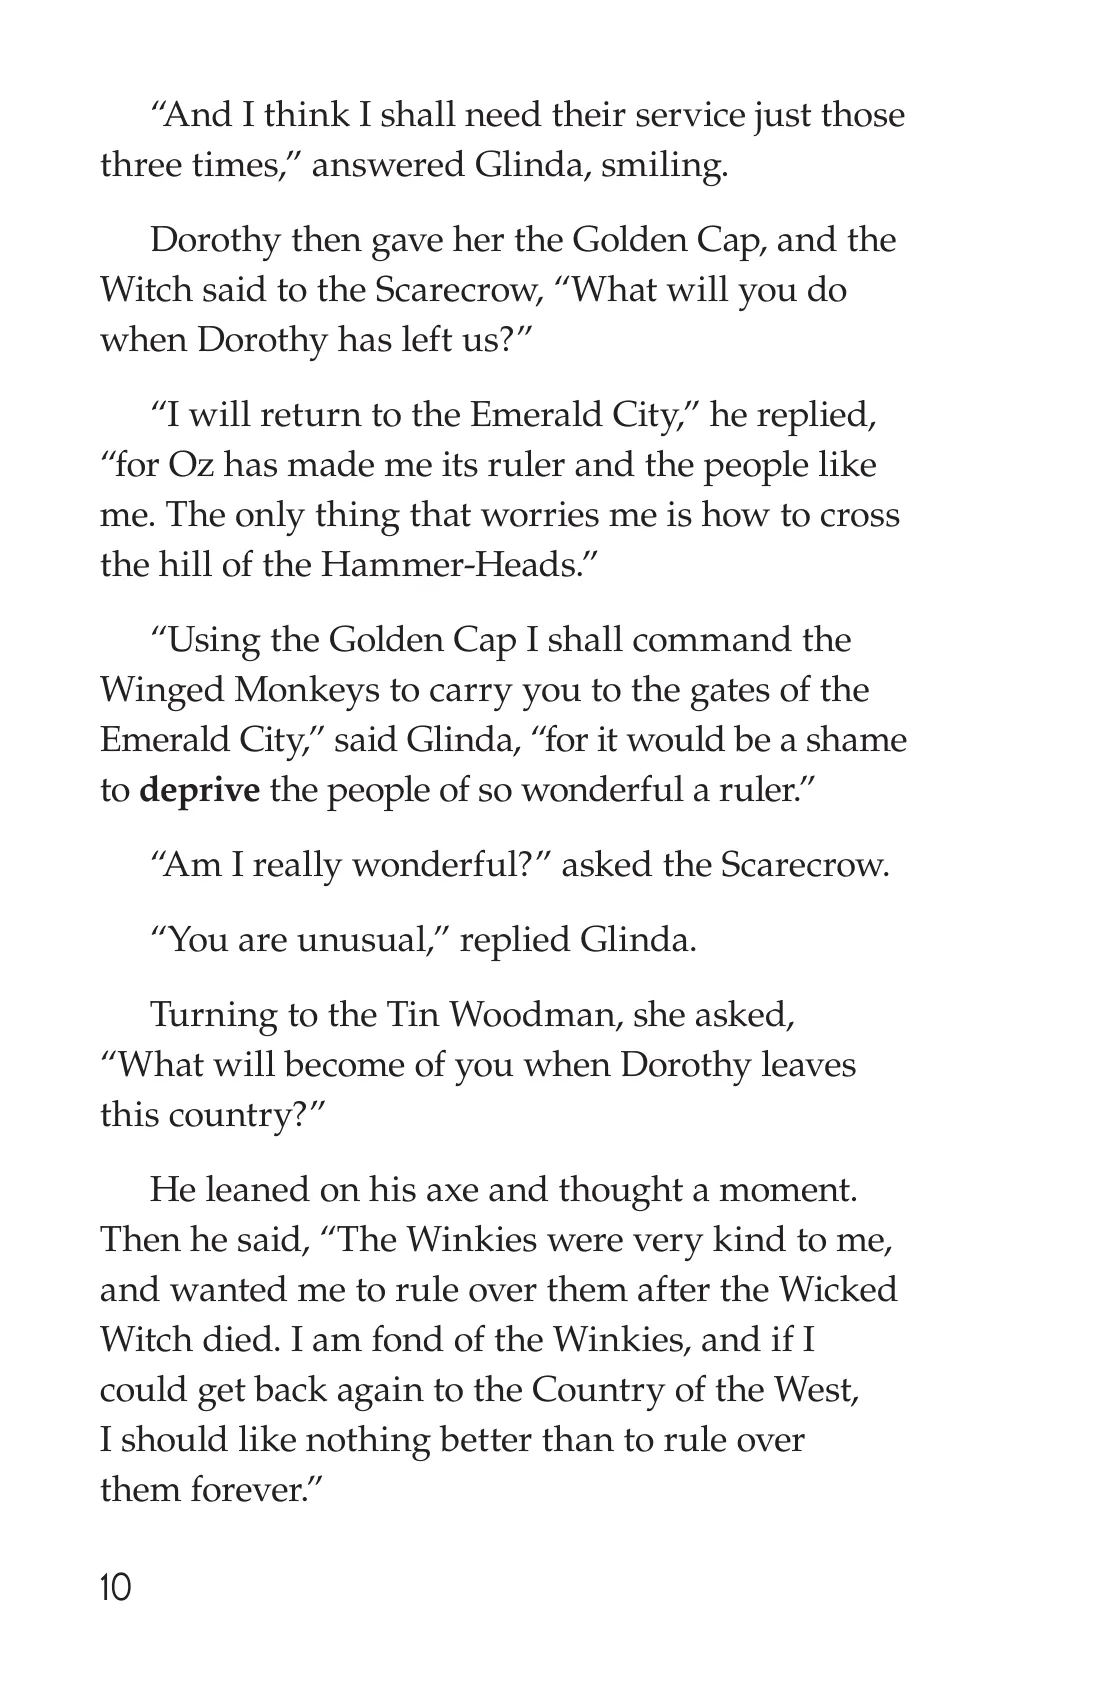 “And I think I shall need their service just those
three times,” answered Glinda, smiling.
Dorothy then gave her the Golden Cap, and the
Witch said to the Scarecrow, “What will you do
when Dorothy has left us?”
“I will return to the Emerald City,” he replied,
“for Oz has made me its ruler and the people like
me. The only thing that worries me is how to cross
the hill of the Hammer-Heads.”
“Using the Golden Cap I shall command the
Winged Monkeys to carry you to the gates of the
Emerald City,” said Glinda, “for it would be a shame
to deprive the people of so wonderful a ruler.”
“Am I really wonderful?” asked the Scarecrow.
“You are unusual,” replied Glinda.
Turning to the Tin Woodman, she asked,
“What will become of you when Dorothy leaves
this country?”
He leaned on his axe and thought a moment.
Then he said, “The Winkies were very kind to me,
and wanted me to rule over them after the Wicked
Witch died. I am fond of the Winkies, and if I
could get back again to the Country of the West,
I should like nothing better than to rule over
them forever.”
10